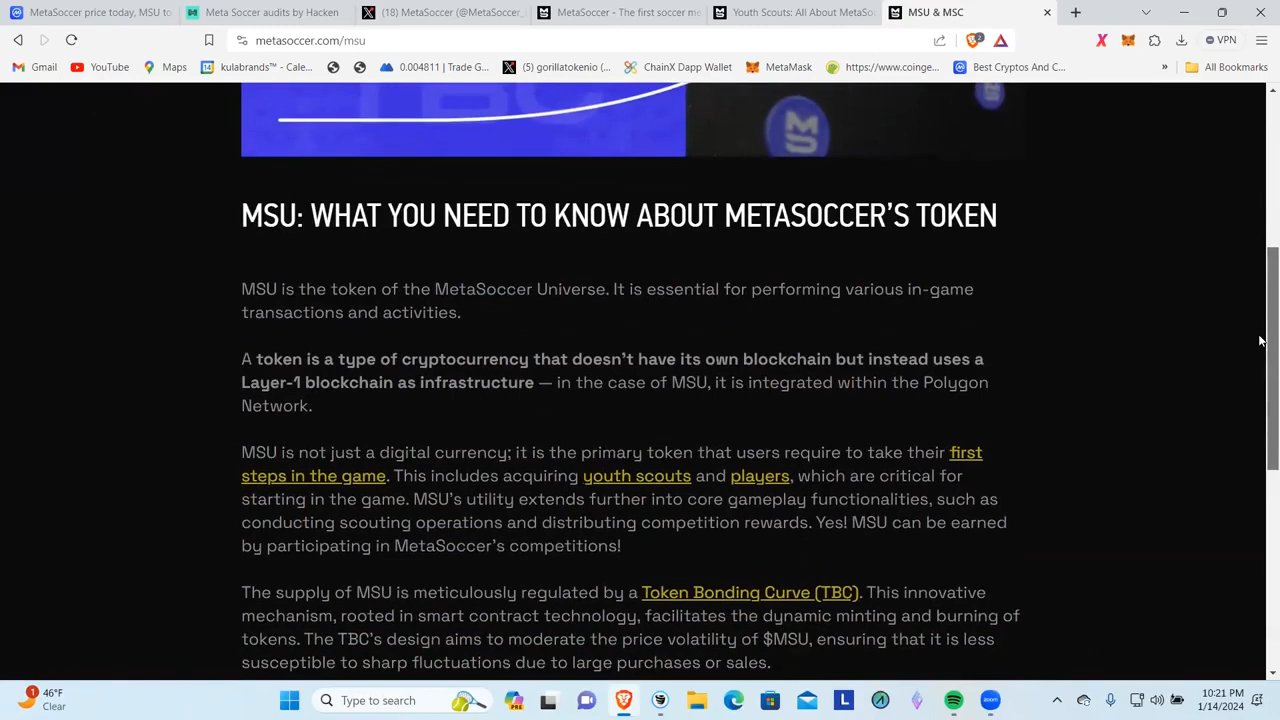 MetaSoccer price today, MSU to
Meta Soccer audits by Hacken
(18) MetaSoccer (@MetaSoccer_
MetaSoccer - The first soccer me
Youth Scouts: All About MetaSo
MSU & MSC
metasoccer.com/msu
2
VPN
Gmail
YouTube
Maps
kulabrands™ - Cale...
0.004811 | Trade G...
(5) gorillatokenio (...
ChainX Dapp Wallet
MetaMask
https://www.coinge...
Best Cryptos And C...
»
All Bookmarks
TBC
MS
MS
MSU: WHAT YOU NEED TO KNOW ABOUT METASOCCER'S TOKEN
MSU is the token of the MetaSoccer Universe. It is essential for performing various in-game
transactions and activities.
A token is a type of cryptocurrency that doesn't have its own blockchain but instead uses a
Layer-1 blockchain as infrastructure — in the case of MSU, it is integrated within the Polygon
Network.
MSU is not just a digital currency; it is the primary token that users require to take their first
steps in the game. This includes acquiring youth scouts and players, which are critical for
starting in the game. MSU's utility extends further into core gameplay functionalities, such as
conducting scouting operations and distributing competition rewards. Yes! MSU can be earned
by participating in MetaSoccer's competitions!
The supply of MSU is meticulously regulated by a Token Bonding Curve (TBC). This innovative
mechanism, rooted in smart contract technology, facilitates the dynamic minting and burning of
tokens. The TBC's design aims to moderate the price volatility of $MSU, ensuring that it is less
susceptible to sharp fluctuations due to large purchases or sales.
1
46°F
Clear
Type to search
PRE
L
zoom
10:21 PM
1/14/2024